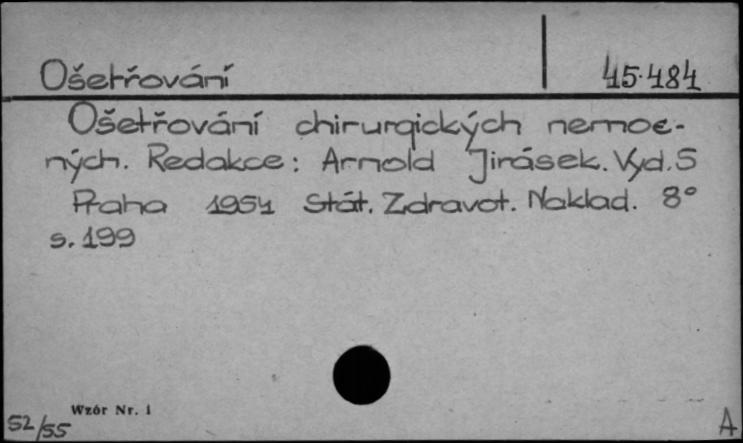 Ošetřování 45.484
Ošetřování chirurgických nemoc-
ných. Redakce: Arnold Jirásek. Vyd. 5
Praha 1954 Stát. Zdravot. Naklad. 8°
s. 199
Wzór Nr. 1
52/55 A